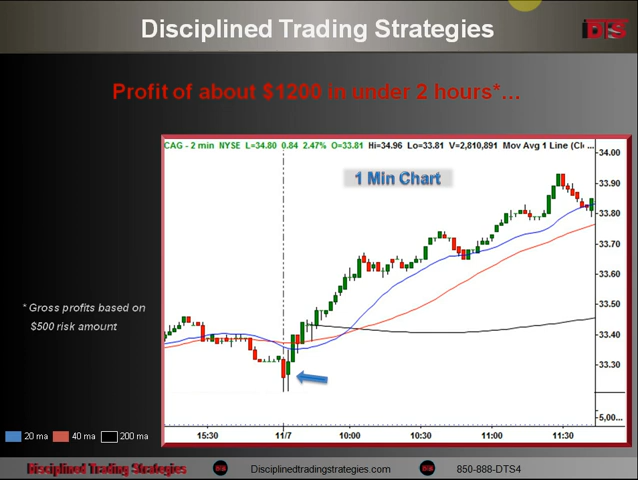 Disciplined Trading Strategies
DTS
Profit of about $1200 in under 2 hours*...
CAG - 2 min NYSE L=34.80 0.84 2.47% O=33.81 Hi=34.96 Lo=33.81 V=2,810,891 Mov Avg 1 Line (Cl...
1 Min Chart
34.00
33.90
33.80
33.70
33.60
33.50
33.40
33.30
5,00...
* Gross profits based on
$500 risk amount
20 ma 40 ma 200 ma
15:30 11/7 10:00 10:30 11:00 11:30
Disciplined Trading Strategies Disciplinedtradingstrategies.com 850-888-DTS4